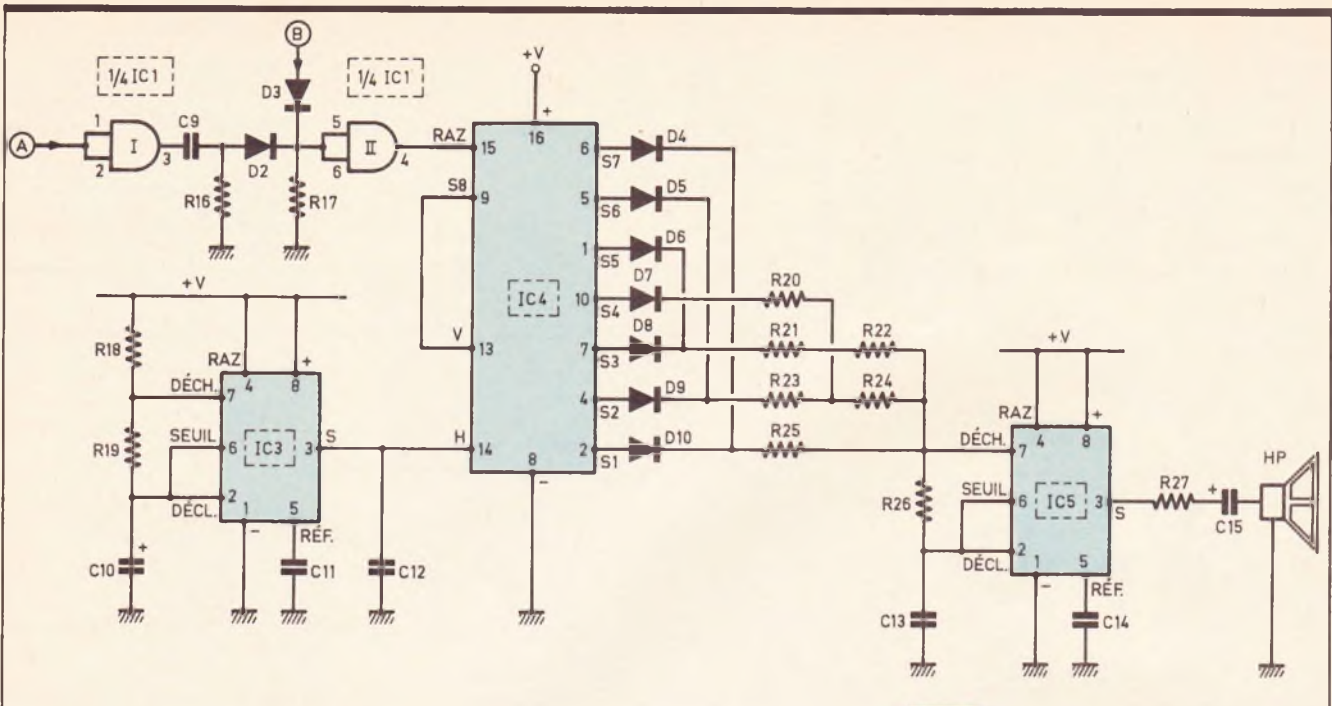 B
1/4 IC1
1/4 IC1
+V
D3
A
1
2
I
3
C9
D2
5
6
II
4
RAZ
15
+
16
6
S7
D4
R16
R17
S8
9
5
S6
D5
1
S5
D6
IC4
10
S4
D7
R20
+V
V
13
7
S3
D8
R21
R22
+V
R18
RAZ
4
+
8
4
S2
D9
R23
R24
DÉCH.
7
R19
SEUIL
6
IC3
3
S
H
14
2
S1
D10
R25
8
-
RAZ
4
+
8
DÉCH.
7
HP
2
DÉCL.
1
-
5
RÉF.
R26
SEUIL
6
IC5
3
S
R27
+
C15
+
C10
C11
C12
2
DÉCL.
1
-
5
RÉF.
C13
C14